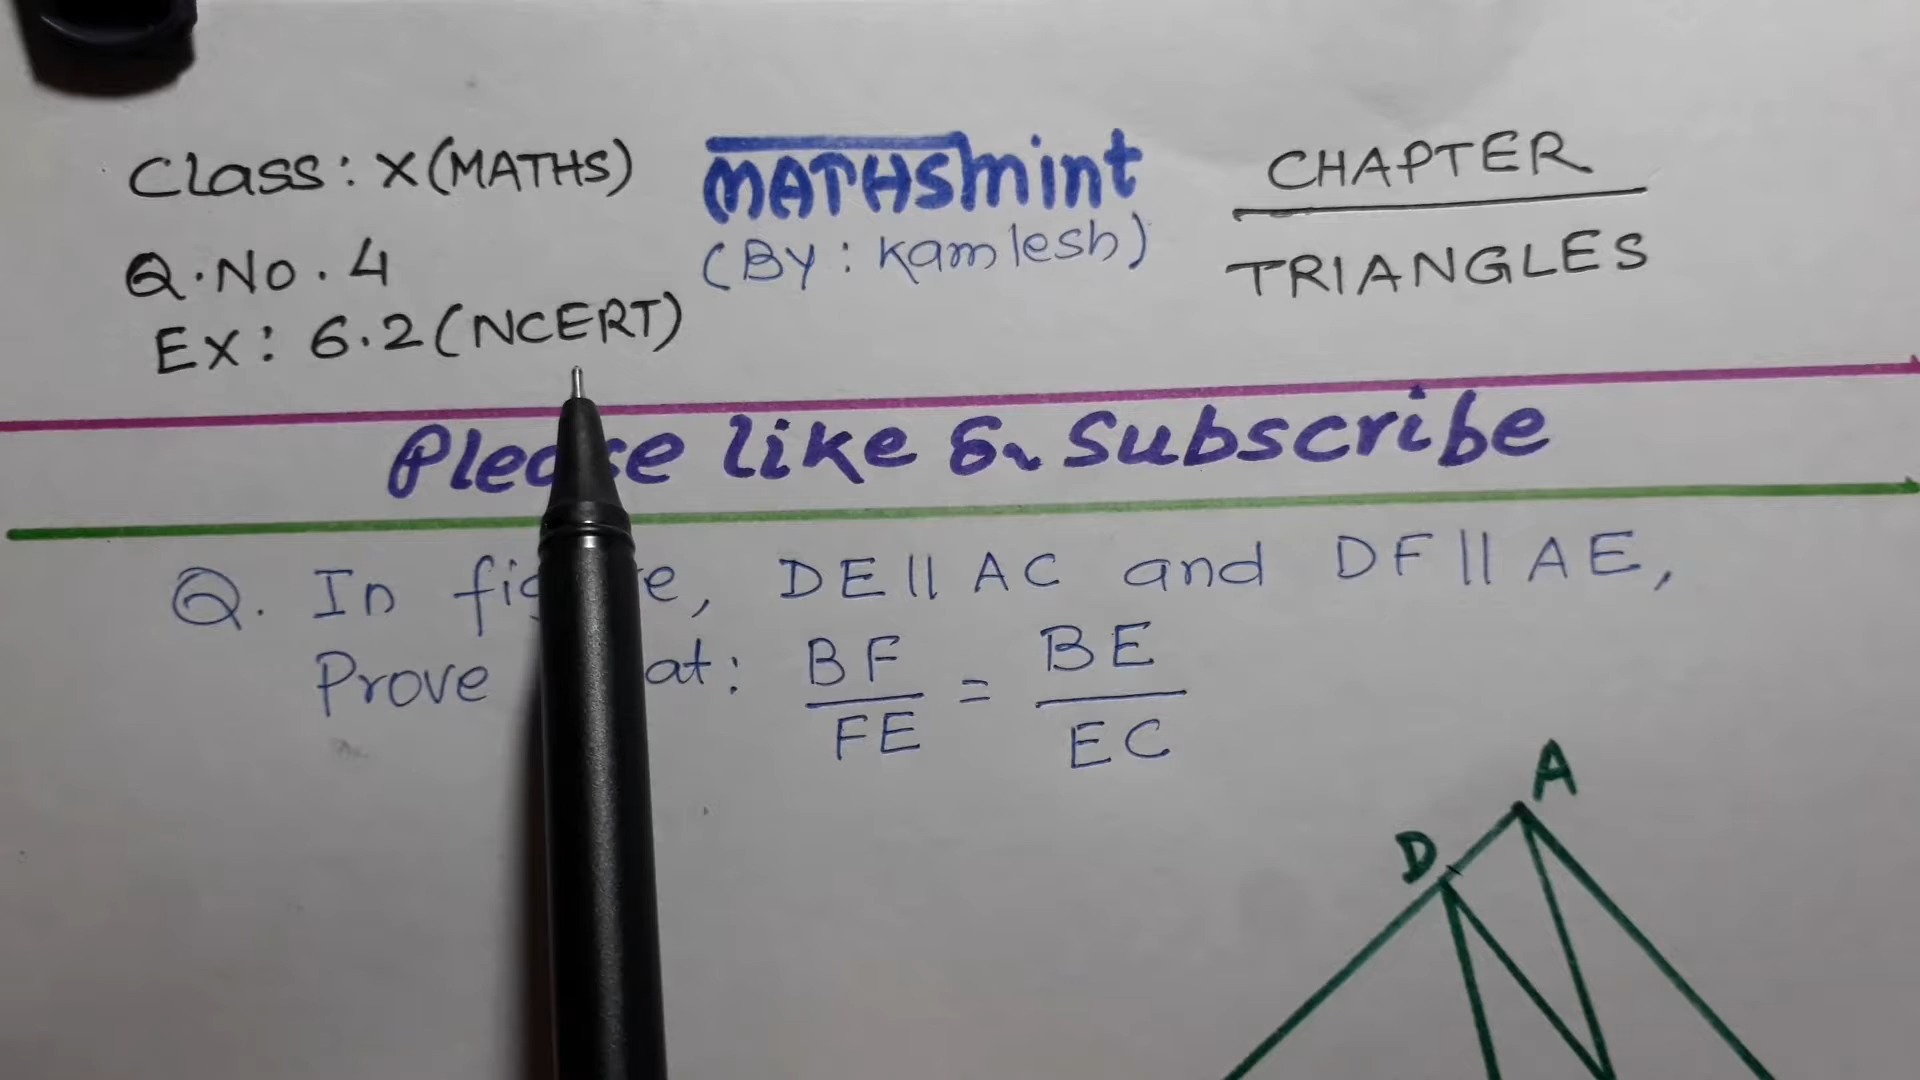 Class: X (MATHS)
Q. No. 4
Ex: 6.2 (NCERT)
MATHSmint
(By: Kamlesh)
CHAPTER
TRIANGLES
Please like & Subscribe
Q. In , DE || AC and DF || AE,
Prove : BF/FE = BE/EC
A
D